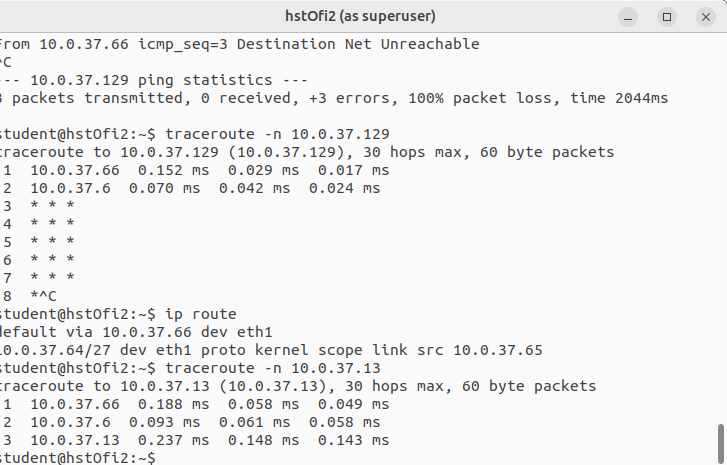 hstOfi2 (as superuser)
From 10.0.37.66 icmp_seq=3 Destination Net Unreachable
^C
--- 10.0.37.129 ping statistics ---
3 packets transmitted, 0 received, +3 errors, 100% packet loss, time 2044ms
student@hstOfi2:~$ traceroute -n 10.0.37.129
traceroute to 10.0.37.129 (10.0.37.129), 30 hops max, 60 byte packets
1  10.0.37.66  0.152 ms  0.029 ms  0.017 ms
2  10.0.37.6  0.070 ms  0.042 ms  0.024 ms
3  * * *
4  * * *
5  * * *
6  * * *
7  * * *
8  *^C
student@hstOfi2:~$ ip route
default via 10.0.37.66 dev eth1
10.0.37.64/27 dev eth1 proto kernel scope link src 10.0.37.65
student@hstOfi2:~$ traceroute -n 10.0.37.13
traceroute to 10.0.37.13 (10.0.37.13), 30 hops max, 60 byte packets
1  10.0.37.66  0.188 ms  0.058 ms  0.049 ms
2  10.0.37.6  0.093 ms  0.061 ms  0.058 ms
3  10.0.37.13  0.237 ms  0.148 ms  0.143 ms
student@hstOfi2:~$